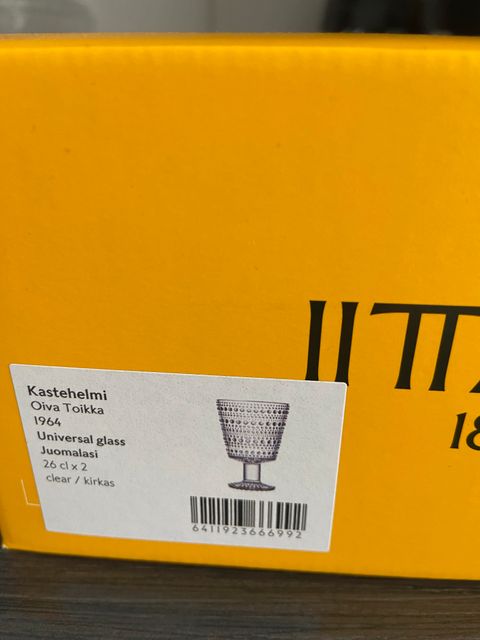 Kastehelmi
Oiva Toikka
1964
Universal glass
Juomalasi
26 cl x 2
clear / kirkas
6411923666992